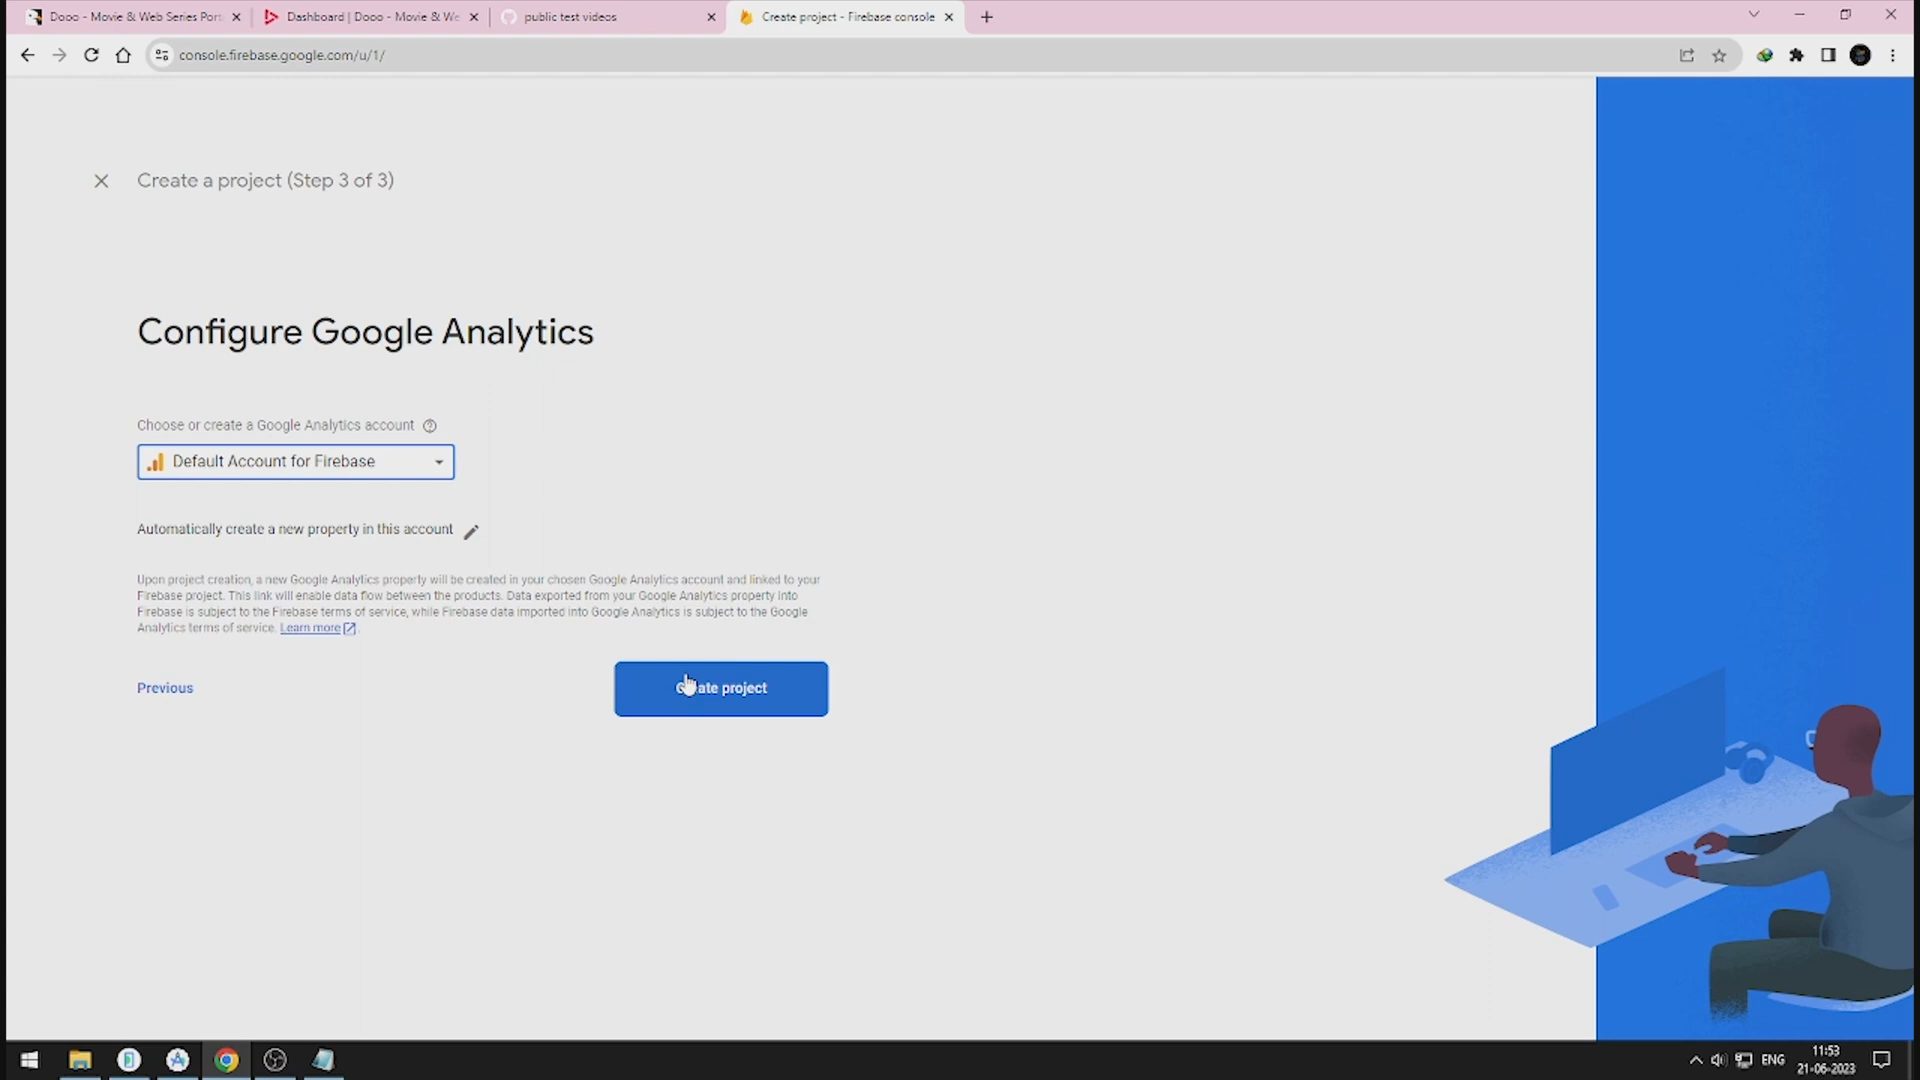 Dooo - Movie & Web Series Port
Dashboard | Dooo - Movie & We
public test videos
Create project - Firebase console
console.firebase.google.com/u/1/
Create a project (Step 3 of 3)
Configure Google Analytics
Choose or create a Google Analytics account
Default Account for Firebase
Automatically create a new property in this account
Upon project creation, a new Google Analytics property will be created in your chosen Google Analytics account and linked to your
Firebase project. This link will enable data flow between the products. Data exported from your Google Analytics property into
Firebase is subject to the Firebase terms of service, while Firebase data imported into Google Analytics is subject to the Google
Analytics terms of service. Learn more
Previous
Create project
ENG
11:53
21-06-2023